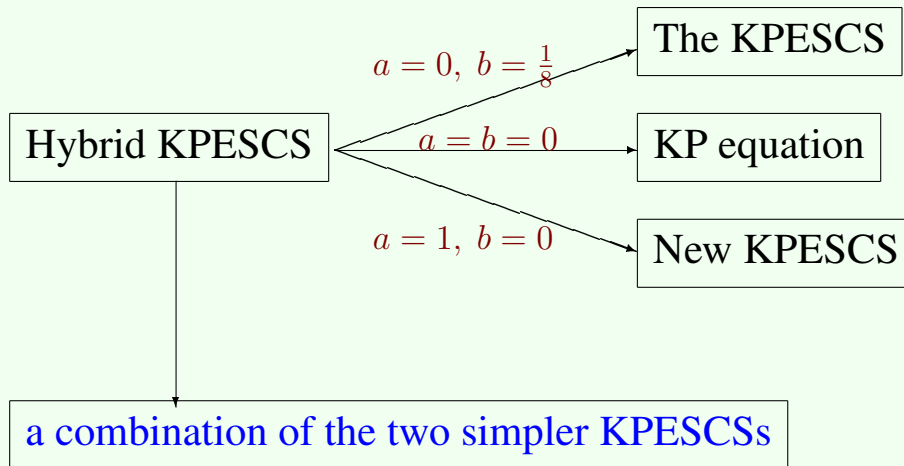 The KPESCS
a = 0, b = 1/8
Hybrid KPESCS
a = b = 0
KP equation
a = 1, b = 0
New KPESCS
a combination of the two simpler KPESCSs